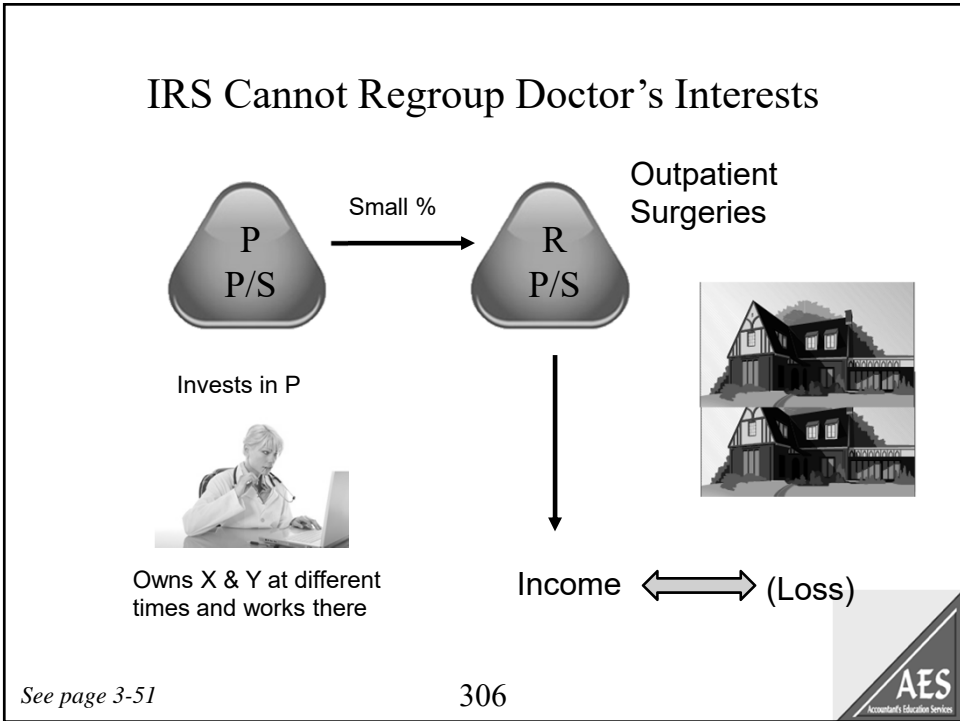 IRS Cannot Regroup Doctor's Interests
P
P/S
Small %
R
P/S
Outpatient
Surgeries
Invests in P
Owns X & Y at different
times and works there
Income
(Loss)
See page 3-51
306
AES
Accountant's Education Services